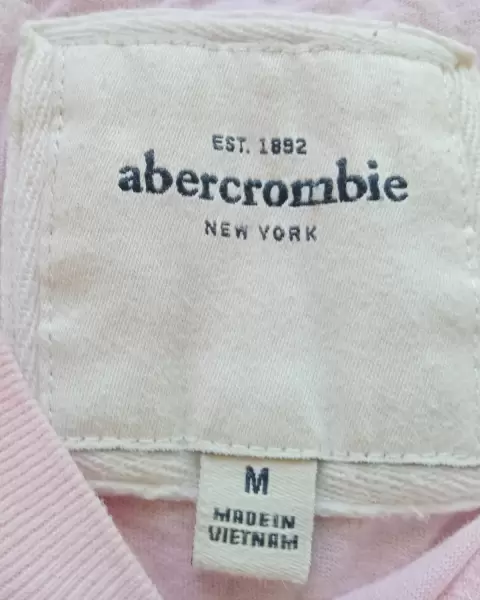 EST. 1892
abercrombie
NEW YORK
M
MADE IN
VIETNAM